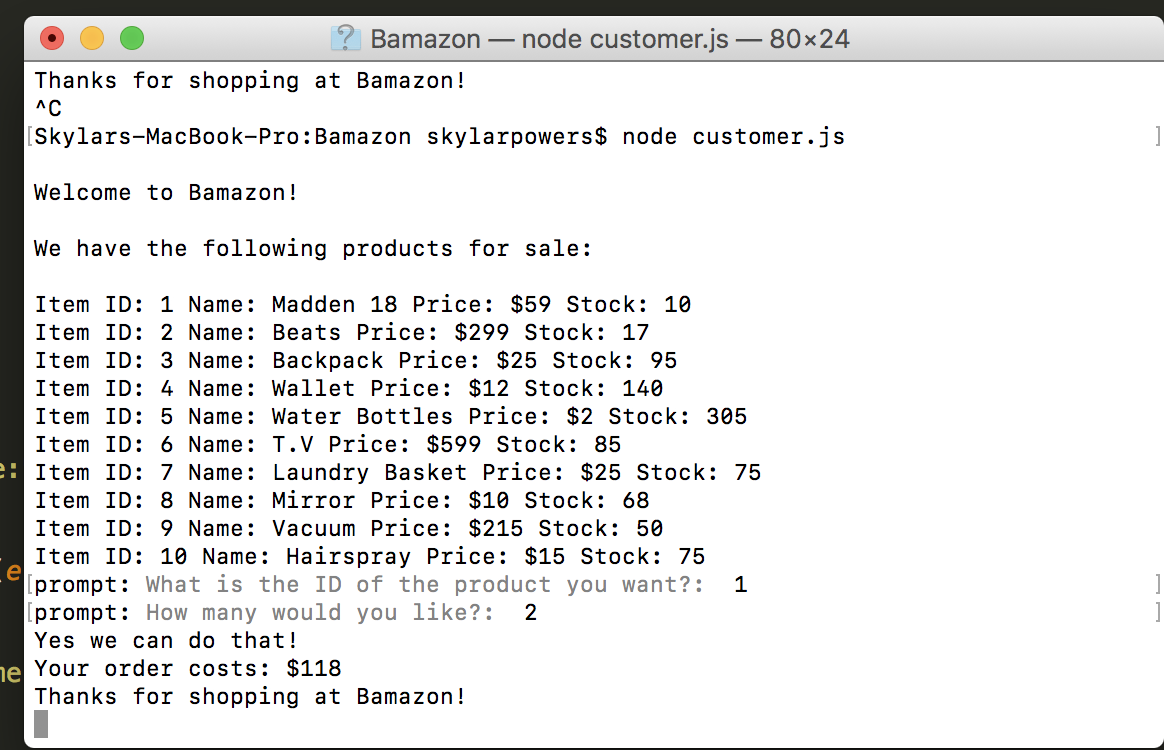 Bamazon — node customer.js — 80×24
Thanks for shopping at Bamazon!
^C
[Skylars-MacBook-Pro:Bamazon skylarpowers$ node customer.js ]
Welcome to Bamazon!
We have the following products for sale:
Item ID: 1 Name: Madden 18 Price: $59 Stock: 10
Item ID: 2 Name: Beats Price: $299 Stock: 17
Item ID: 3 Name: Backpack Price: $25 Stock: 95
Item ID: 4 Name: Wallet Price: $12 Stock: 140
Item ID: 5 Name: Water Bottles Price: $2 Stock: 305
Item ID: 6 Name: T.V Price: $599 Stock: 85
Item ID: 7 Name: Laundry Basket Price: $25 Stock: 75
Item ID: 8 Name: Mirror Price: $10 Stock: 68
Item ID: 9 Name: Vacuum Price: $215 Stock: 50
Item ID: 10 Name: Hairspray Price: $15 Stock: 75
[prompt: What is the ID of the product you want?:  1 ]
[prompt: How many would you like?:  2 ]
Yes we can do that!
Your order costs: $118
Thanks for shopping at Bamazon!